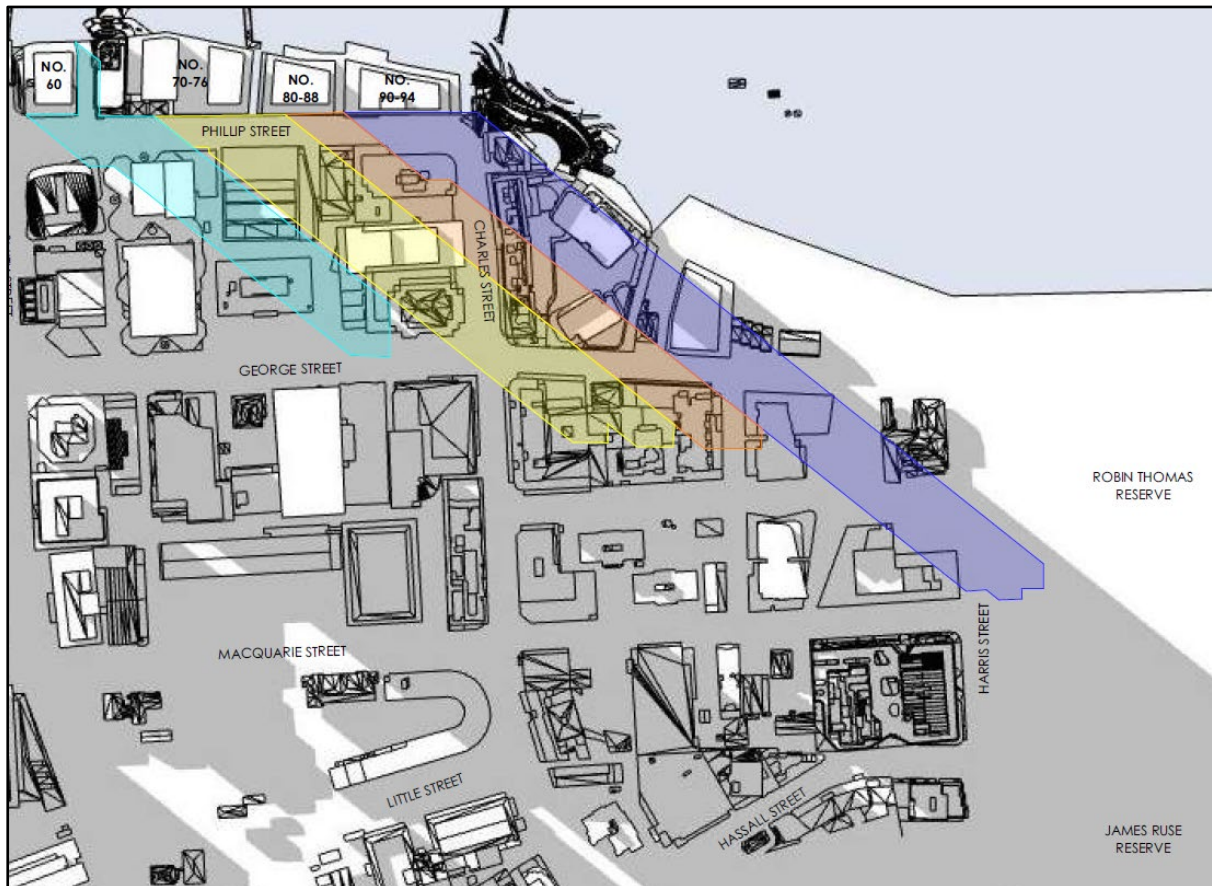 NO.
60
NO.
70-76
NO.
80-88
NO.
90-94
PHILLIP STREET
CHARLES STREET
GEORGE STREET
ROBIN THOMAS
RESERVE
MACQUARIE STREET
HARRIS STREET
LITTLE STREET
HASSALL STREET
JAMES RUSE
RESERVE